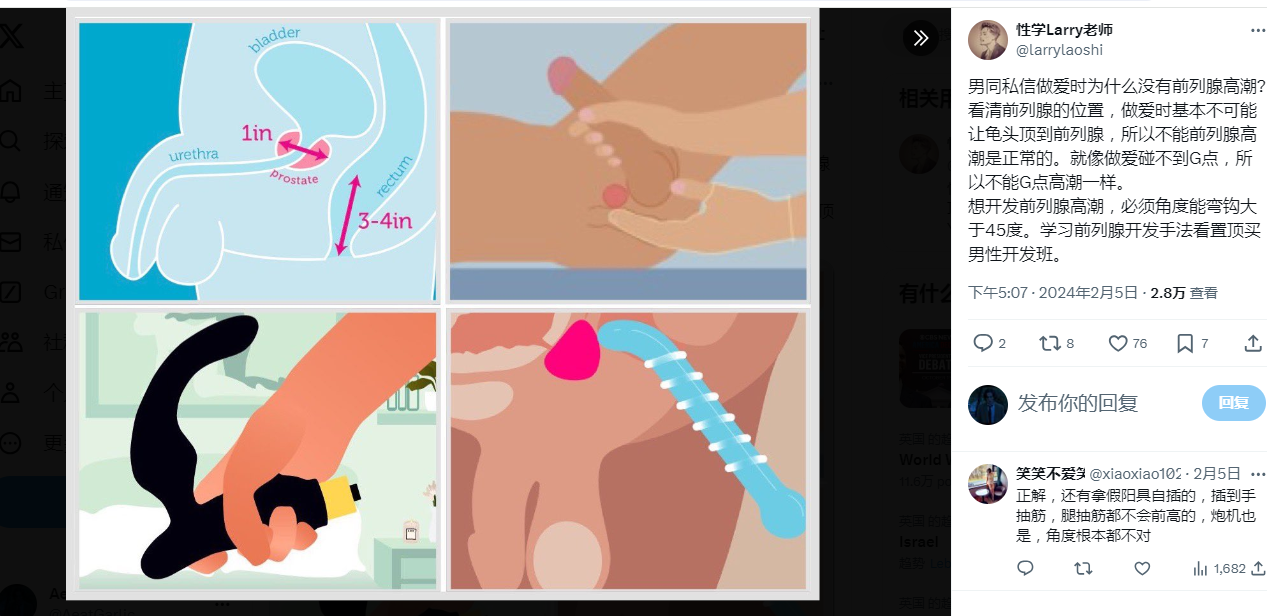 bladder
1in
urethra
prostate
rectum
3-4in
性学Larry老师
@larrylaoshi
男同私信做爱时为什么没有前列腺高潮?
看清前列腺的位置，做爱时基本不可能
让龟头顶到前列腺，所以不能前列腺高
潮是正常的。就像做爱碰不到G点，所
以不能G点高潮一样。
想开发前列腺高潮，必须角度能弯钩大
于45度。学习前列腺开发手法看置顶买
男性开发班。
下午5:07 · 2024年2月5日 · 2.8万 查看
2 8 76 7
发布你的回复
回复
笑笑不爱笑 @xiaoxiao102 · 2月5日
正解，还有拿假阳具自插的，插到手
抽筋，腿抽筋都不会前高的，炮机也
是，角度根本都不对
1,682
相关用
有什么
World W
Israel